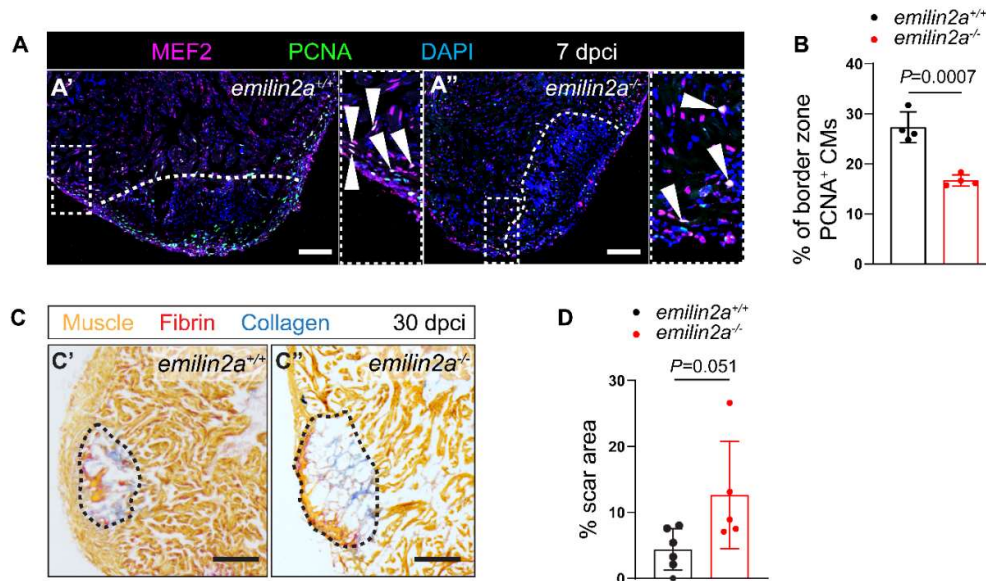 A
MEF2 PCNA DAPI 7 dpci
A' emilin2a+/+
A'' emilin2a-/-
B
emilin2a+/+
emilin2a-/-
P=0.0007
% of border zone
PCNA+ CMs
40
30
20
10
0
C
Muscle Fibrin Collagen 30 dpci
C' emilin2a+/+
C'' emilin2a-/-
D
emilin2a+/+
emilin2a-/-
P=0.051
% scar area
30
20
10
0